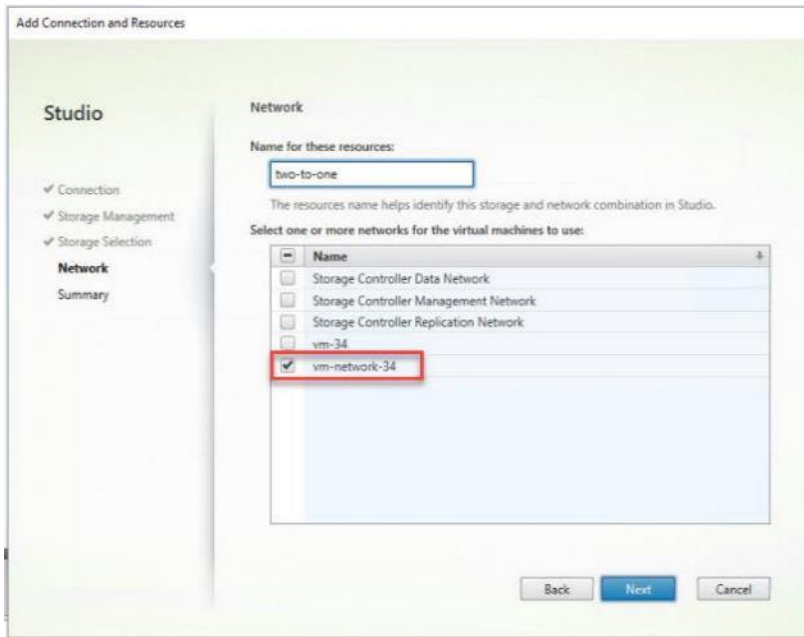 Add Connection and Resources
Studio
Connection
Storage Management
Storage Selection
Network
Summary
Network
Name for these resources:
two-to-one
The resources name helps identify this storage and network combination in Studio.
Select one or more networks for the virtual machines to use:
Name
Storage Controller Data Network
Storage Controller Management Network
Storage Controller Replication Network
vm-34
vm-network-34
Back
Next
Cancel